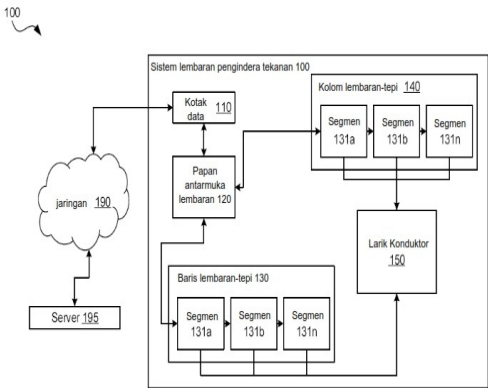 100
Sistem lembaran pengindera tekanan 100
Kotak
data 110
Kolom lembaran-tepi 140
Segmen
131a
Segmen
131b
Segmen
131n
Papan
antarmuka
lembaran 120
jaringan 190
Larik Konduktor
150
Baris lembaran-tepi 130
Segmen
131a
Segmen
131b
Segmen
131n
Server 195